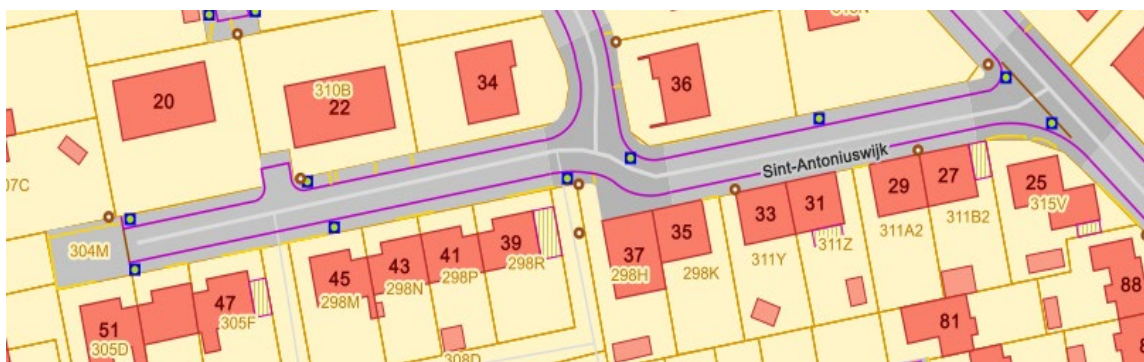 20
310B
22
34
36
07C
304M
Sint-Antoniuswijk
29
27
25
315V
33
31
311A2
311B2
37
35
311Z
298H
298K
311Y
39
41
43
45
298R
298P
298N
298M
47
305F
51
305D
308D
81
88